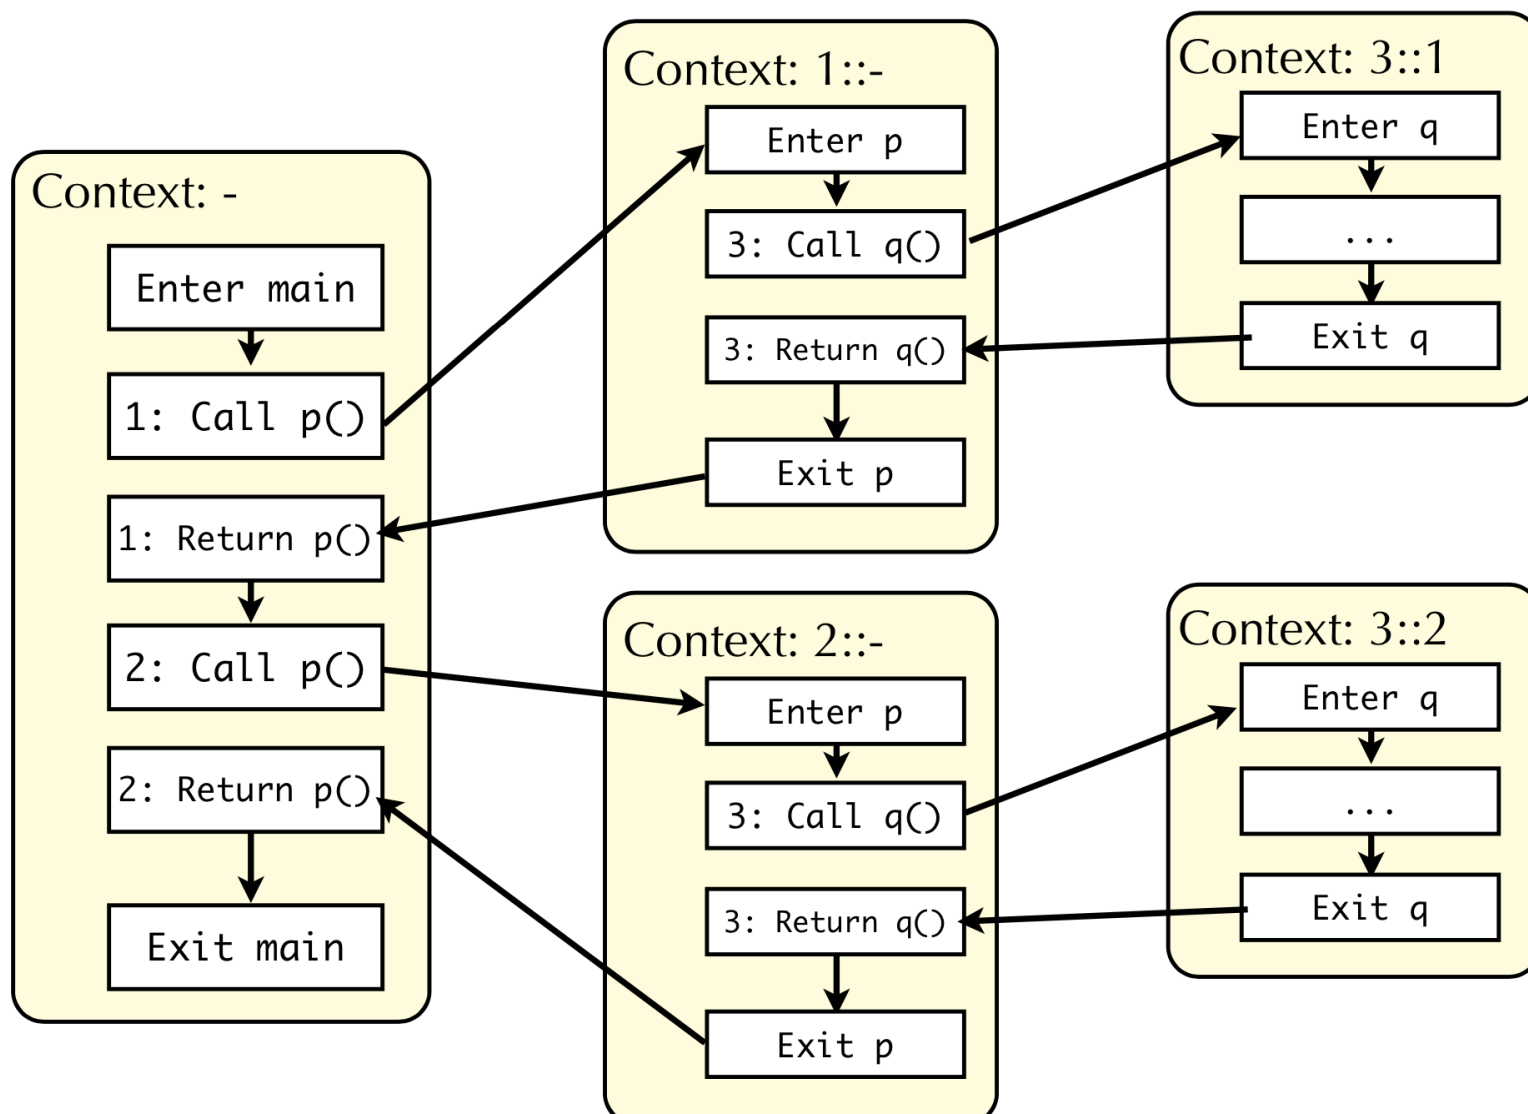 Context: -
Enter main
1: Call p()
1: Return p()
2: Call p()
2: Return p()
Exit main
Context: 1::-
Enter p
3: Call q()
3: Return q()
Exit p
Context: 3::1
Enter q
...
Exit q
Context: 2::-
Enter p
3: Call q()
3: Return q()
Exit p
Context: 3::2
Enter q
...
Exit q